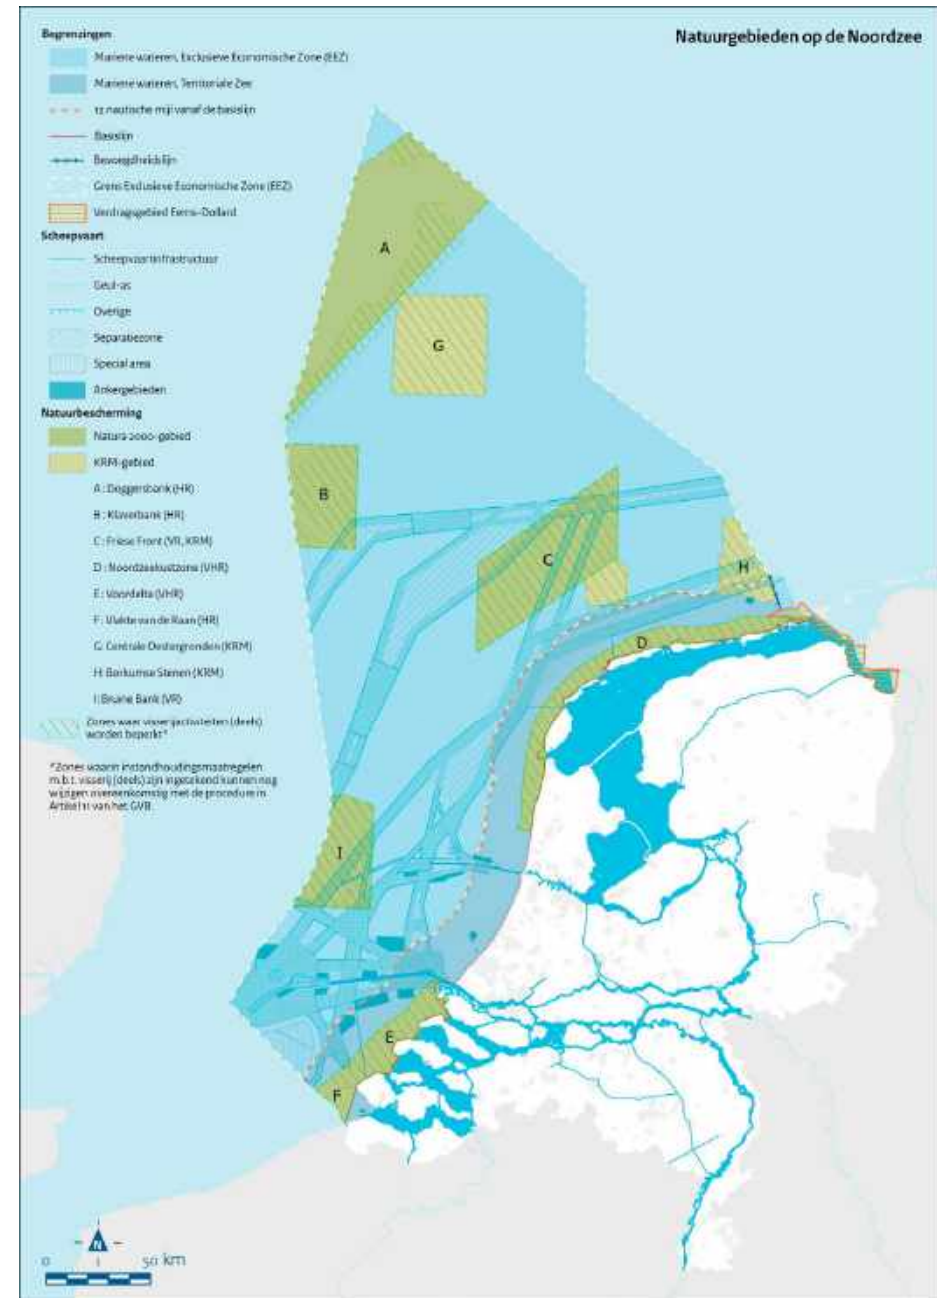 Natuurgebieden op de Noordzee
Begrenzingen
Mariene wateren, Exclusieve Economische Zone (EEZ)
Mariene wateren, Territoriale Zee
12 nautische mijl vanaf de basislijn
Basislijn
Bevoegdheidslijn
Grens Exclusieve Economische Zone (EEZ)
Verdragsgebied Eems-Dollard
Scheepvaart
Scheepvaartinfrastructuur
Geul-as
Overige
Separatiezone
Special area
Ankergebieden
Natuurbescherming
Natura 2000-gebied
KRM-gebied
A : Doggersbank (HR)
B : Klaverbank (HR)
C : Friese Front (VR, KRM)
D : Noordzeekustzone (VHR)
E : Voordelta (VHR)
F : Vlakte van de Raan (HR)
G: Centrale Oestergronden (KRM)
H: Borkumse Stenen (KRM)
I: Bruine Bank (VR)
Zones waar visserijactiviteiten (deels)
worden beperkt*
*Zones waarin instandhoudingsmaatregelen
m.b.t. visserij (deels) zijn ingetekend kunnen nog
wijzigen overeenkomstig met de procedure in
Artikel 11 van het GVB.
A
G
B
C
H
D
I
E
F
N
0 50 km